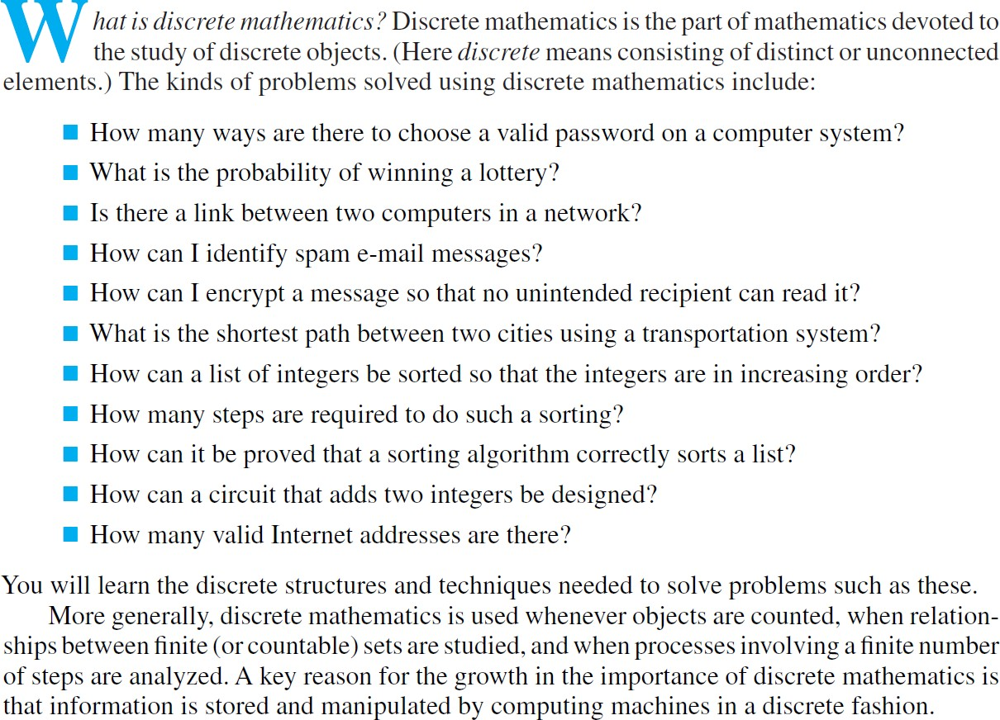 What is discrete mathematics? Discrete mathematics is the part of mathematics devoted to
the study of discrete objects. (Here discrete means consisting of distinct or unconnected
elements.) The kinds of problems solved using discrete mathematics include:
■ How many ways are there to choose a valid password on a computer system?
■ What is the probability of winning a lottery?
■ Is there a link between two computers in a network?
■ How can I identify spam e-mail messages?
■ How can I encrypt a message so that no unintended recipient can read it?
■ What is the shortest path between two cities using a transportation system?
■ How can a list of integers be sorted so that the integers are in increasing order?
■ How many steps are required to do such a sorting?
■ How can it be proved that a sorting algorithm correctly sorts a list?
■ How can a circuit that adds two integers be designed?
■ How many valid Internet addresses are there?
You will learn the discrete structures and techniques needed to solve problems such as these.
More generally, discrete mathematics is used whenever objects are counted, when relation-
ships between finite (or countable) sets are studied, and when processes involving a finite number
of steps are analyzed. A key reason for the growth in the importance of discrete mathematics is
that information is stored and manipulated by computing machines in a discrete fashion.